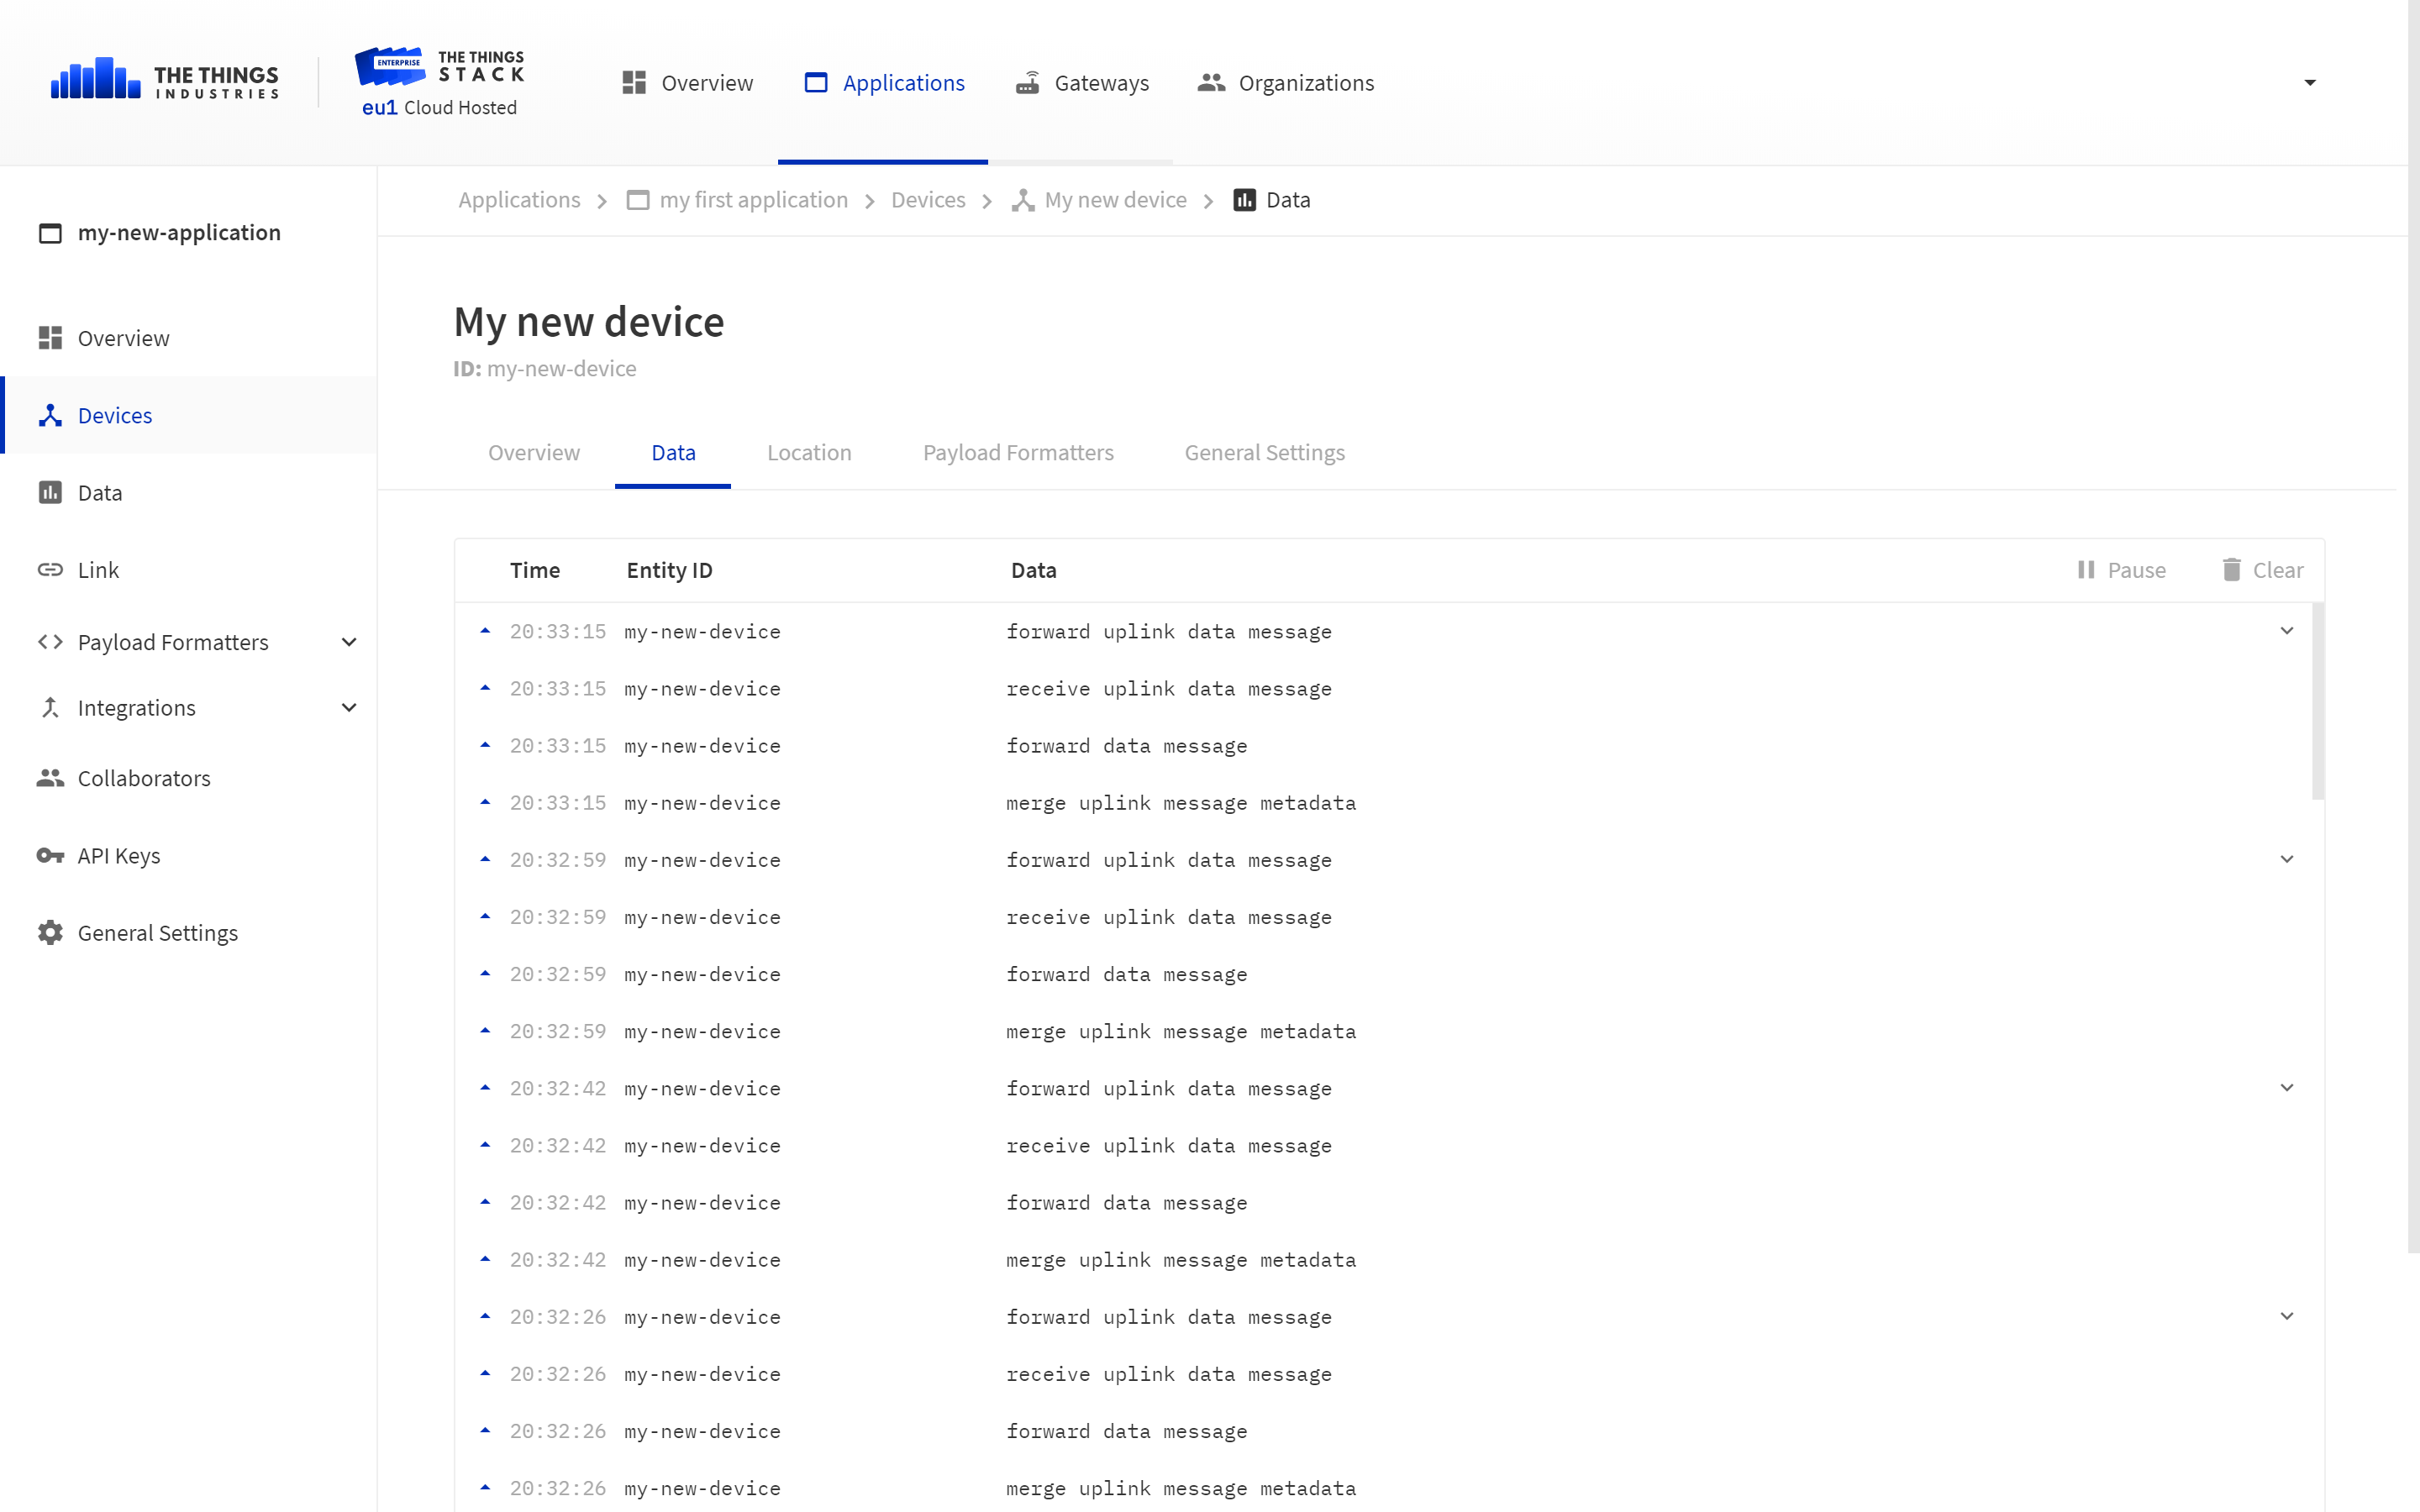 THE THINGS
INDUSTRIES
ENTERPRISE
THE THINGS
STACK
eu1 Cloud Hosted
Overview
Applications
Gateways
Organizations
my-new-application
Overview
Devices
Data
Link
Payload Formatters
Integrations
Collaborators
API Keys
General Settings
Applications > my first application > Devices > My new device > Data
My new device
ID: my-new-device
Overview Data Location Payload Formatters General Settings
Time Entity ID Data Pause Clear
20:33:15 my-new-device forward uplink data message
20:33:15 my-new-device receive uplink data message
20:33:15 my-new-device forward data message
20:33:15 my-new-device merge uplink message metadata
20:32:59 my-new-device forward uplink data message
20:32:59 my-new-device receive uplink data message
20:32:59 my-new-device forward data message
20:32:59 my-new-device merge uplink message metadata
20:32:42 my-new-device forward uplink data message
20:32:42 my-new-device receive uplink data message
20:32:42 my-new-device forward data message
20:32:42 my-new-device merge uplink message metadata
20:32:26 my-new-device forward uplink data message
20:32:26 my-new-device receive uplink data message
20:32:26 my-new-device forward data message
20:32:26 my-new-device merge uplink message metadata